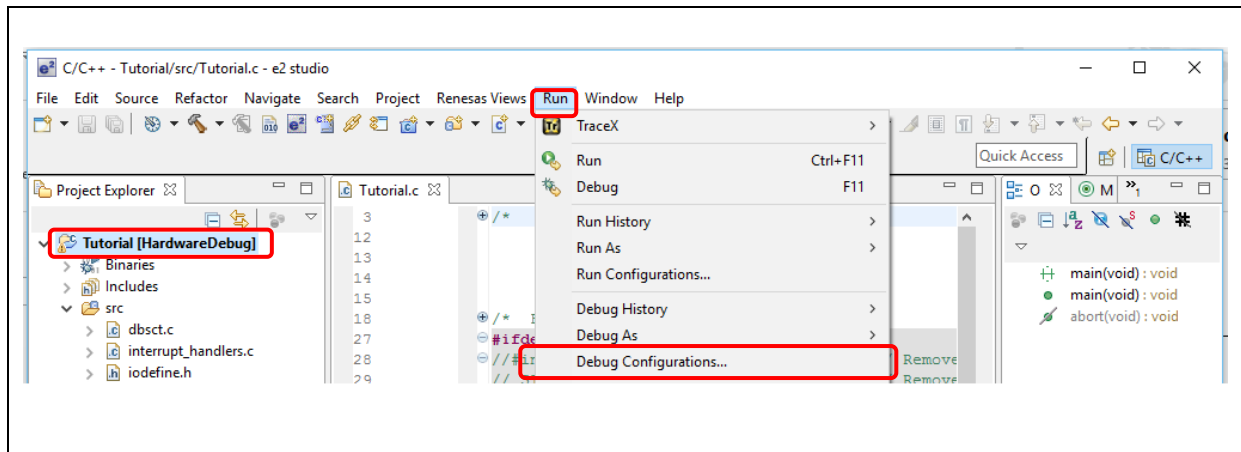 C/C++ - Tutorial/src/Tutorial.c - e2 studio
File Edit Source Refactor Navigate Search Project Renesas Views Run Window Help
Quick Access C/C++
Project Explorer
Tutorial [HardwareDebug]
Binaries
Includes
src
dbsct.c
interrupt_handlers.c
iodefine.h
Tutorial.c
3 /*
12
13
14
15
18 /*
27 #ifde
28
29 //
Remove
Remove
TraceX
Run Ctrl+F11
Debug F11
Run History
Run As
Run Configurations...
Debug History
Debug As
Debug Configurations...
O M
main(void) : void
main(void) : void
abort(void) : void